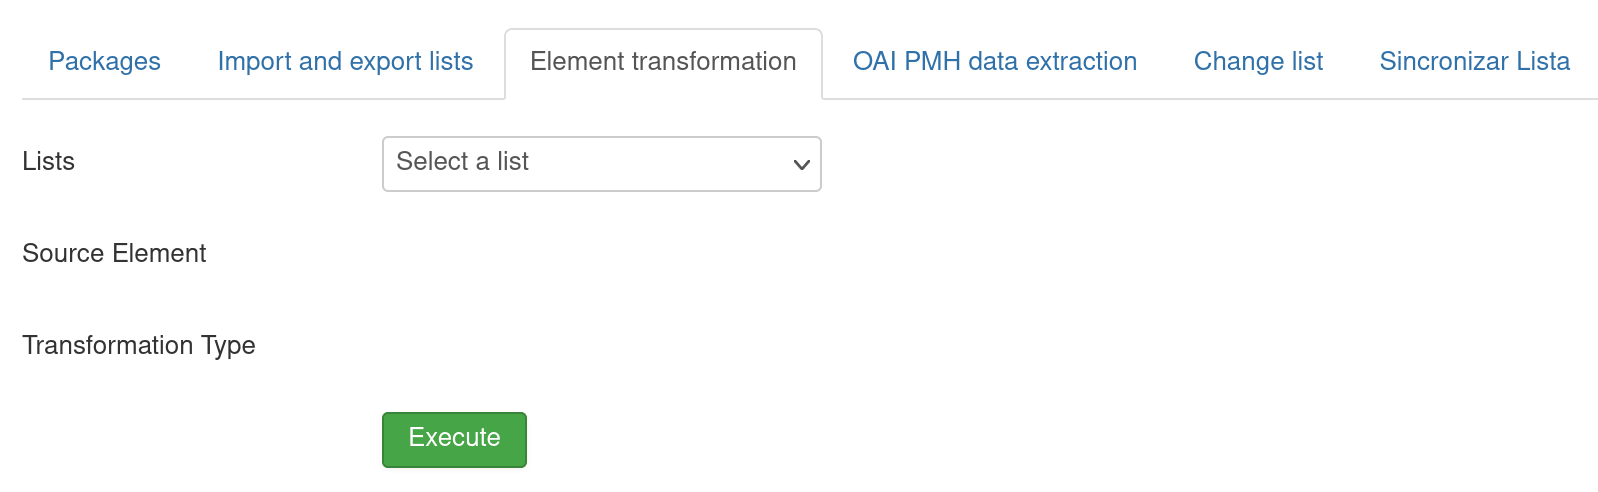 Packages Import and export lists Element transformation OAI PMH data extraction Change list Sincronizar Lista
Lists Select a list
Source Element
Transformation Type
Execute